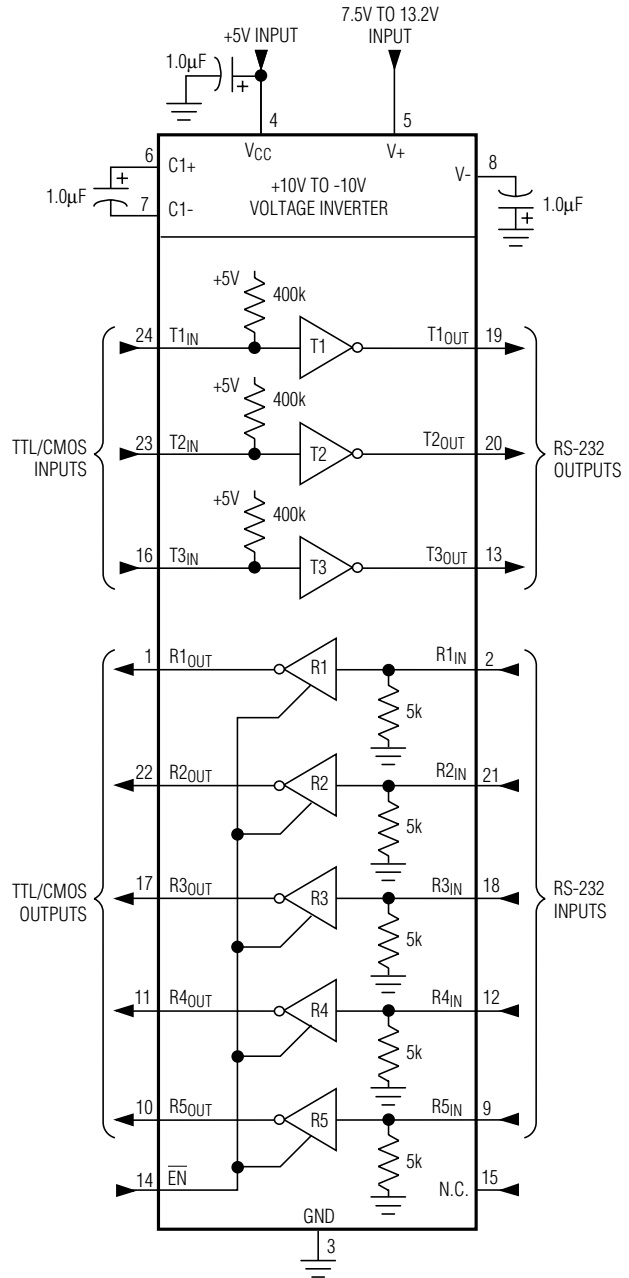 7.5V TO 13.2V
INPUT
+5V INPUT
1.0µF
+
4
5
VCC
V+
6
C1+
+
1.0µF
7
C1-
+10V TO -10V
VOLTAGE INVERTER
V-
8
1.0µF
+
+5V
400k
24
T1IN
T1
T1OUT
19
+5V
400k
TTL/CMOS
INPUTS
23
T2IN
T2
T2OUT
20
RS-232
OUTPUTS
+5V
400k
16
T3IN
T3
T3OUT
13
1
R1OUT
R1
R1IN
2
5k
22
R2OUT
R2
R2IN
21
5k
TTL/CMOS
OUTPUTS
17
R3OUT
R3
R3IN
18
RS-232
INPUTS
5k
11
R4OUT
R4
R4IN
12
5k
10
R5OUT
R5
R5IN
9
5k
14
EN
N.C.
15
GND
3